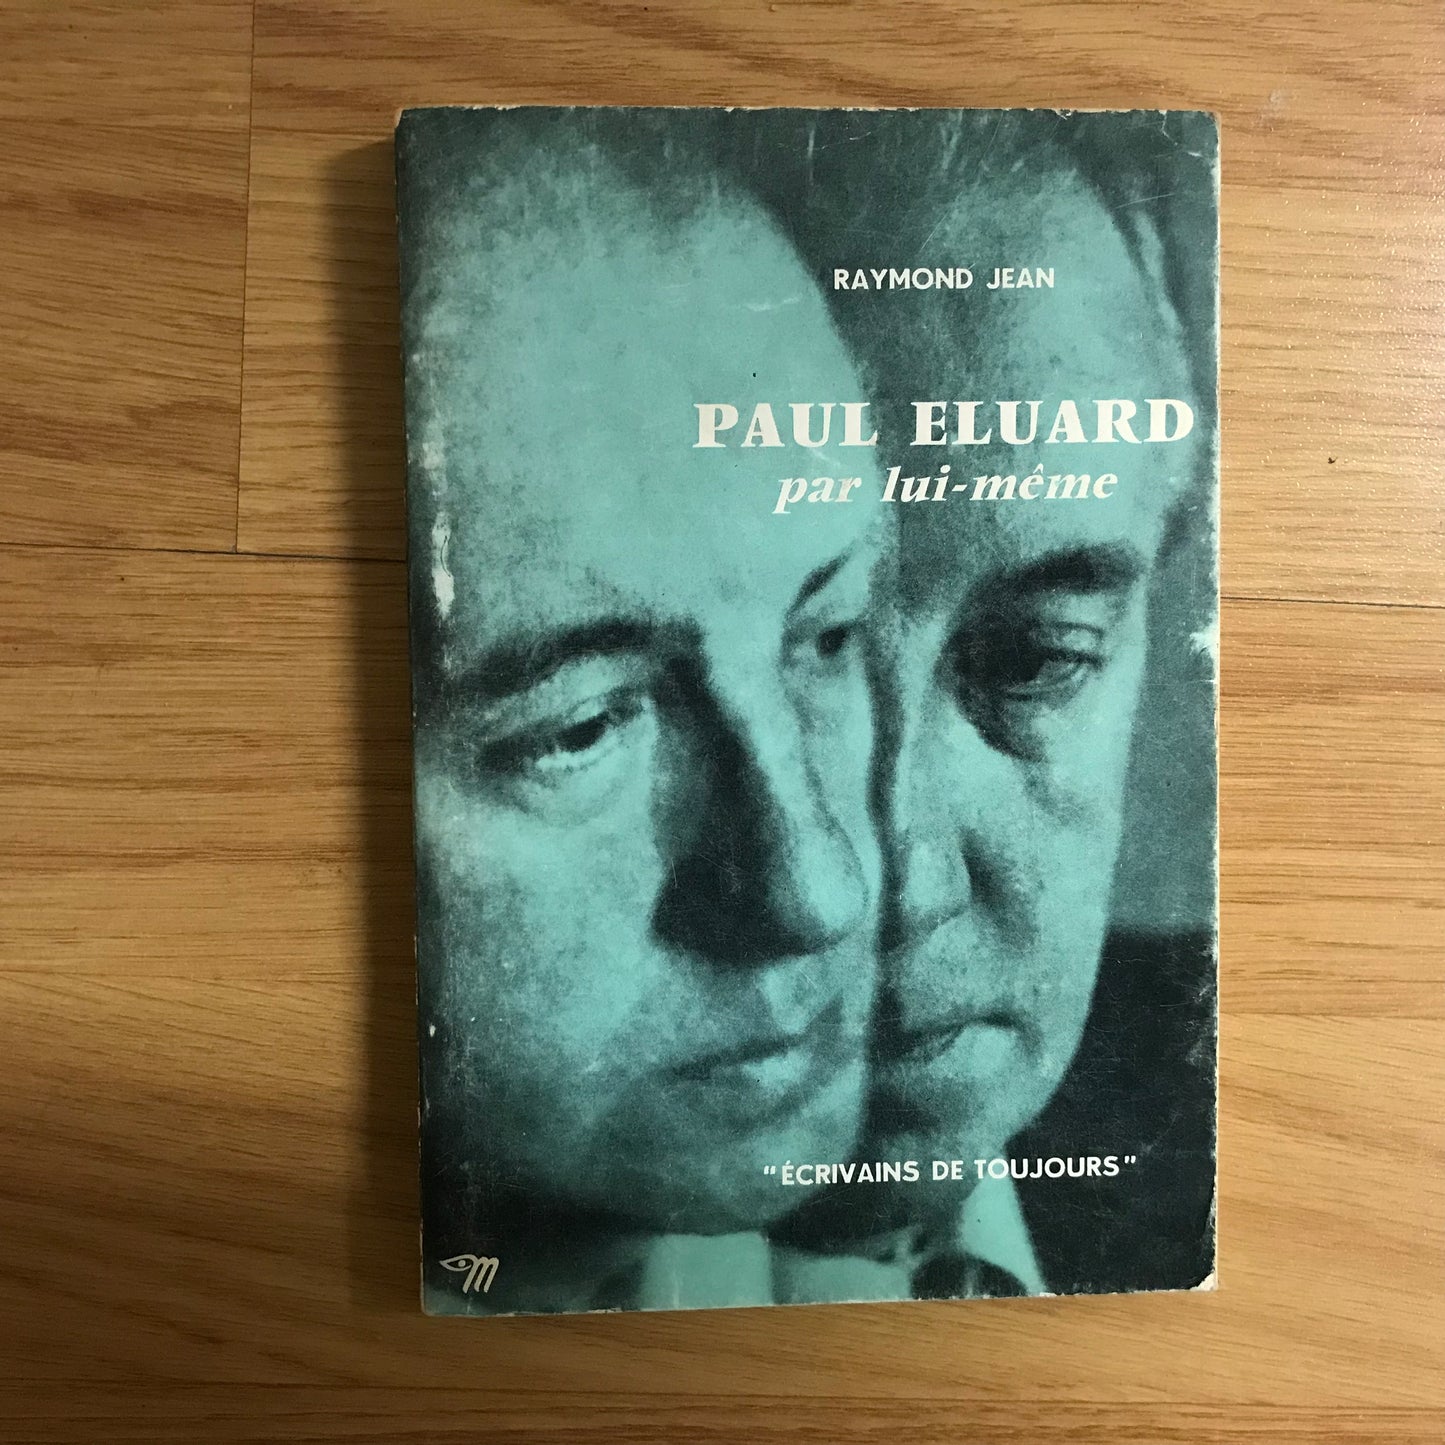 RAYMOND JEAN
PAUL ELUARD
par lui-même
"ÉCRIVAINS DE TOUJOURS"
m